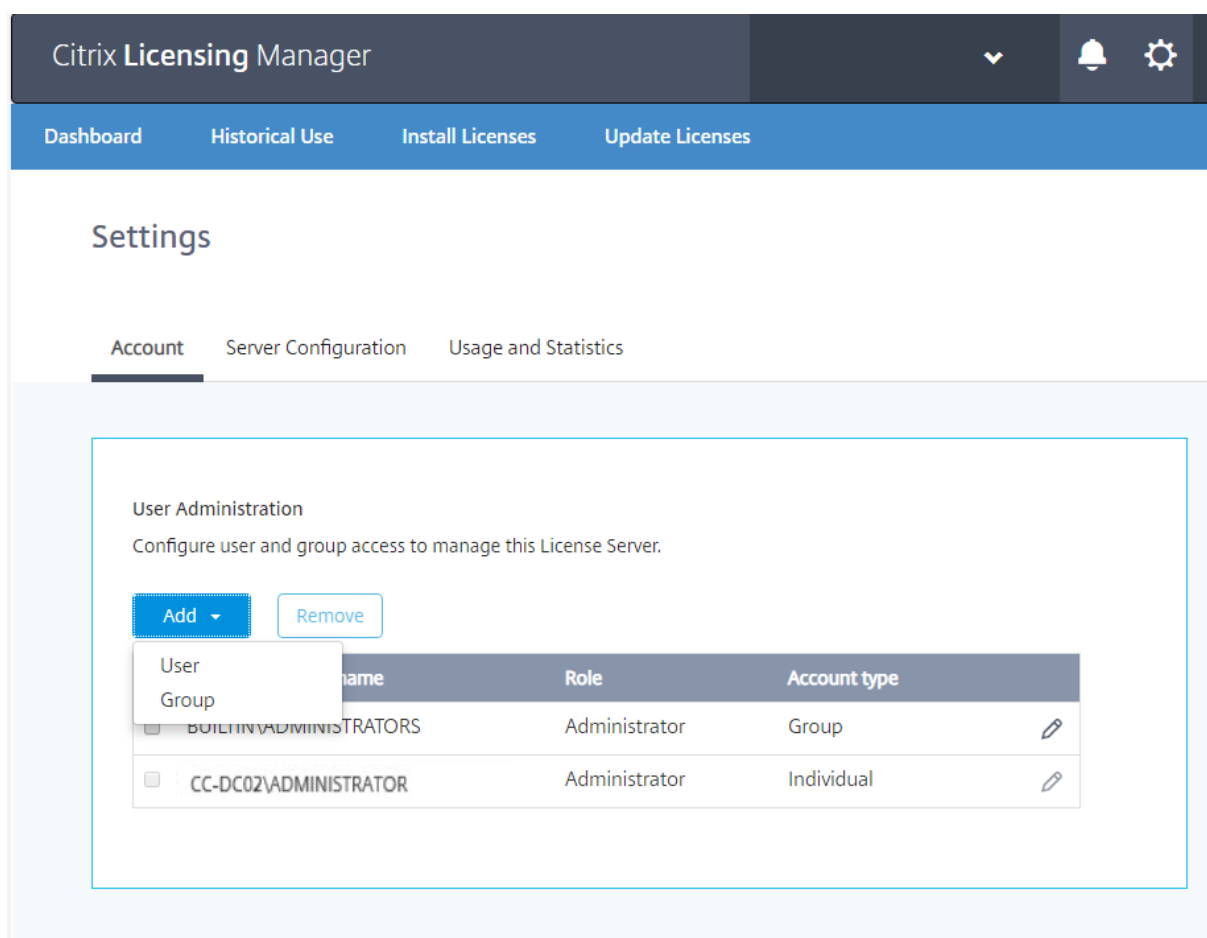 Citrix Licensing Manager
Dashboard Historical Use Install Licenses Update Licenses
Settings
Account Server Configuration Usage and Statistics
User Administration
Configure user and group access to manage this License Server.
Add Remove
User
Group
name Role Account type
BUILTIN\ADMINISTRATORS Administrator Group
CC-DC02\ADMINISTRATOR Administrator Individual